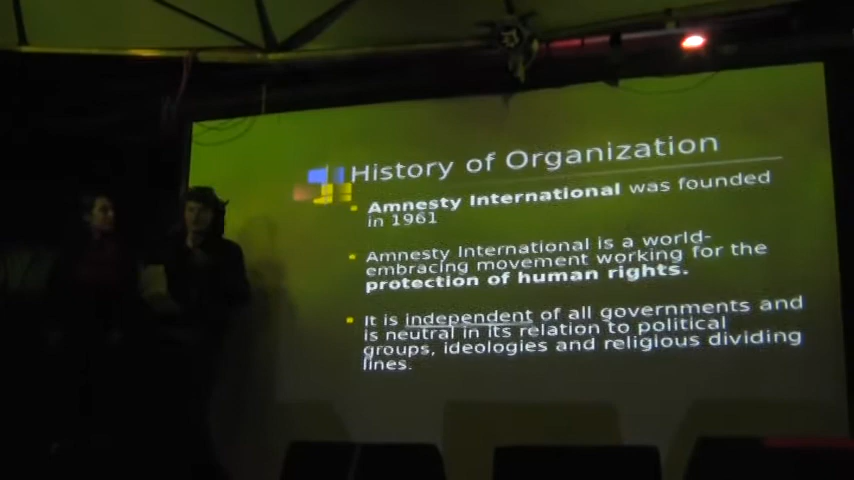 History of Organization
Amnesty International was founded
in 1961
Amnesty International is a world-
embracing movement working for the
protection of human rights.
It is independent of all governments and
is neutral in its relation to political
groups, ideologies and religious dividing
lines.